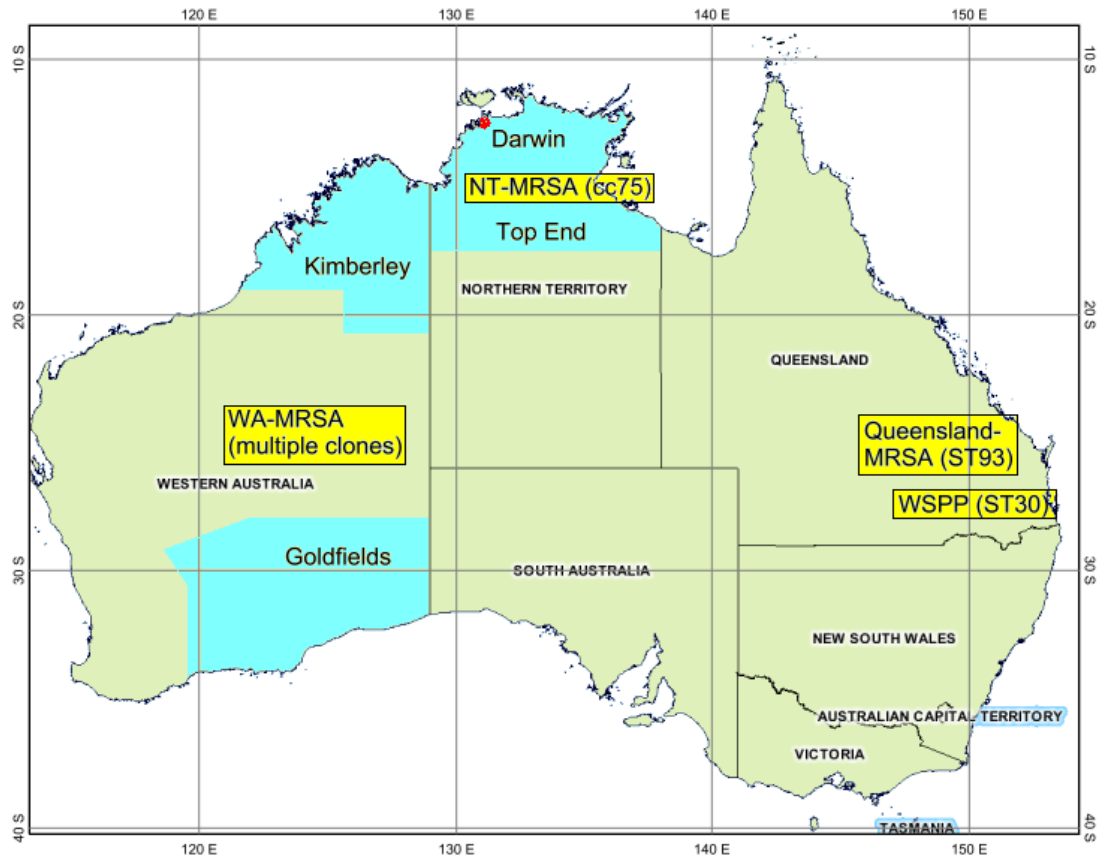 120 E
130 E
140 E
150 E
10 S
10 S
Darwin
NT-MRSA (cc75)
Top End
Kimberley
NORTHERN TERRITORY
20 S
20 S
QUEENSLAND
WA-MRSA
(multiple clones)
Queensland-
MRSA (ST93)
WESTERN AUSTRALIA
WSPP (ST30)
Goldfields
30 S
SOUTH AUSTRALIA
30 S
NEW SOUTH WALES
AUSTRALIAN CAPITAL TERRITORY
VICTORIA
40 S
TASMANIA
40 S
120 E
130 E
140 E
150 E